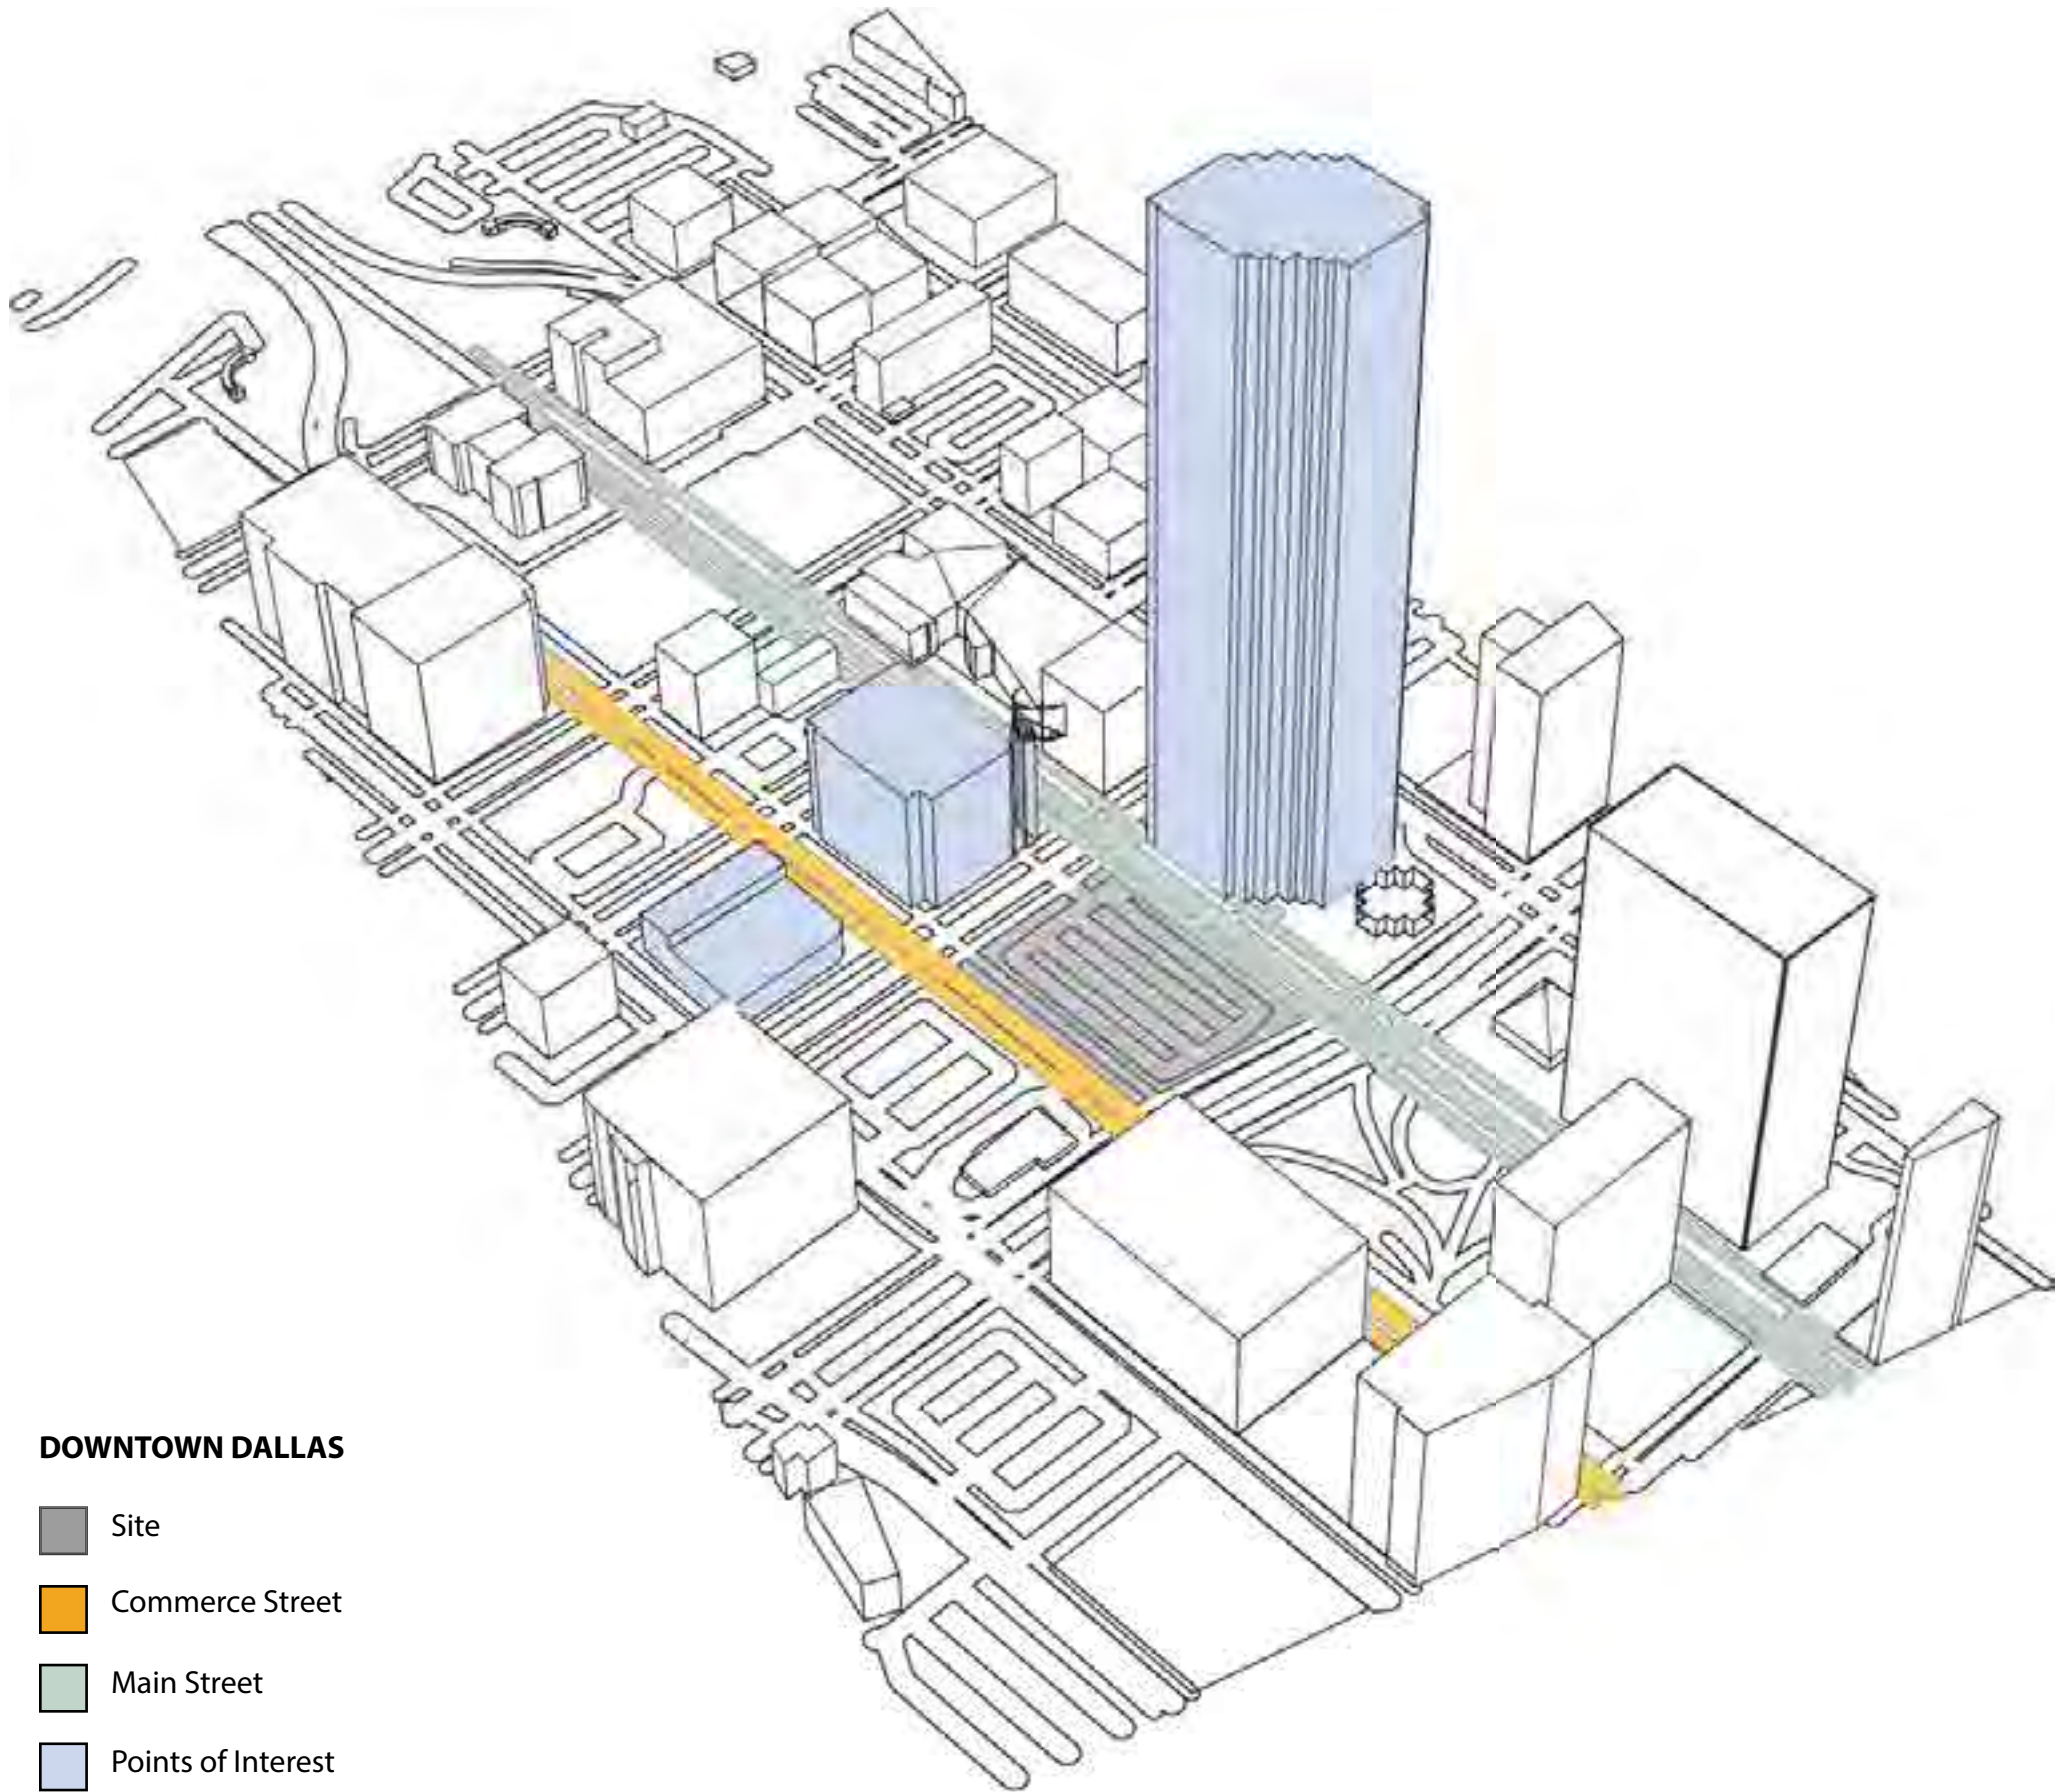 DOWNTOWN DALLAS
Site
Commerce Street
Main Street
Points of Interest